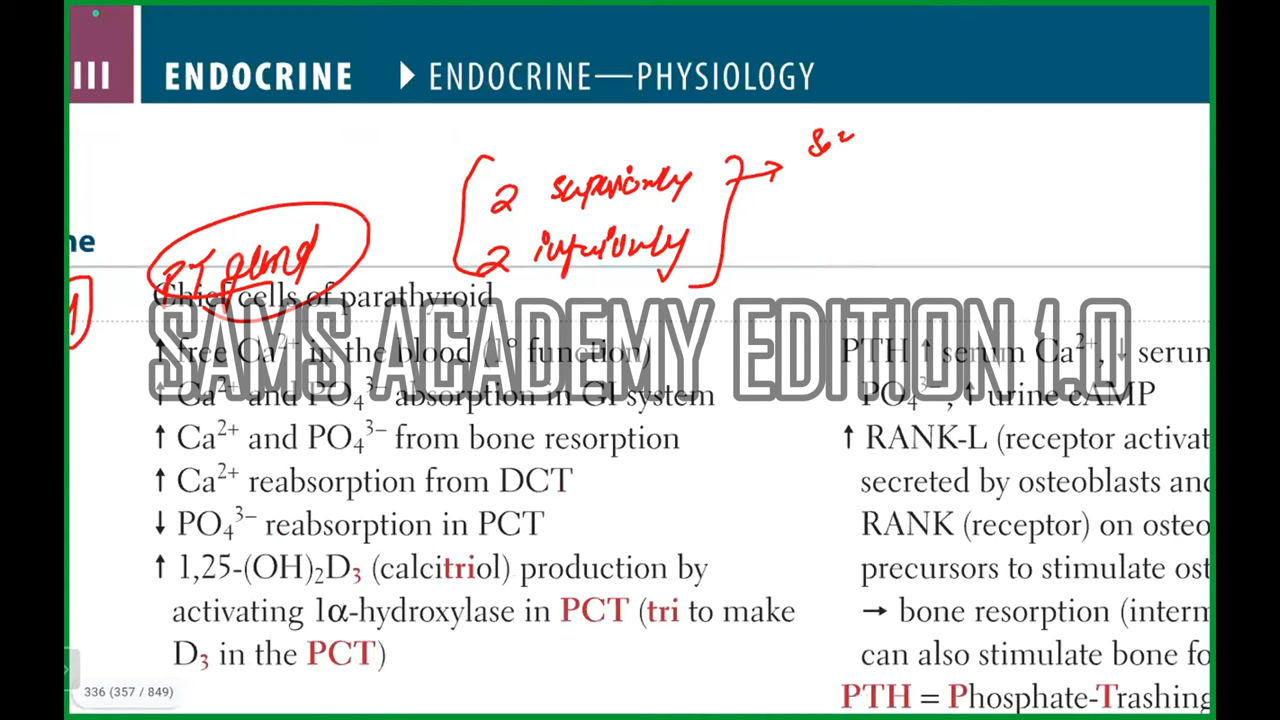 III ENDOCRINE ▶ ENDOCRINE—PHYSIOLOGY
2 superiorly
2 inferiorly
PT gland
ne
Chief cells of parathyroid
SAMS ACADEMY EDITION 1.0
↑ free Ca²⁺ in the blood (1° function)
↑ Ca²⁺ and PO₄³⁻ absorption in GI system
↑ Ca²⁺ and PO₄³⁻ from bone resorption
↑ Ca²⁺ reabsorption from DCT
↓ PO₄³⁻ reabsorption in PCT
↑ 1,25-(OH)₂D₃ (calcitriol) production by
activating 1α-hydroxylase in PCT (tri to make
D₃ in the PCT)
PTH ↑ serum Ca²⁺, ↓ serum
PO₄³⁻, ↑ urine cAMP
↑ RANK-L (receptor activat
secreted by osteoblasts and
RANK (receptor) on osteo
precursors to stimulate ost
→ bone resorption (interm
can also stimulate bone fo
PTH = Phosphate-Trashing
336 (357 / 849)